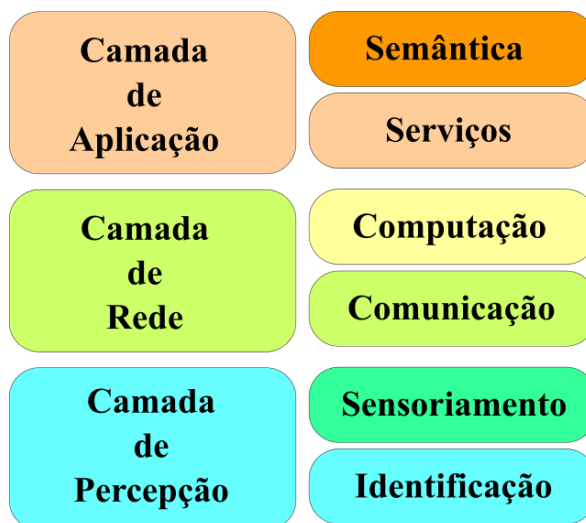 Camada
de
Aplicação
Semântica
Serviços
Camada
de
Rede
Computação
Comunicação
Camada
de
Percepção
Sensoriamento
Identificação